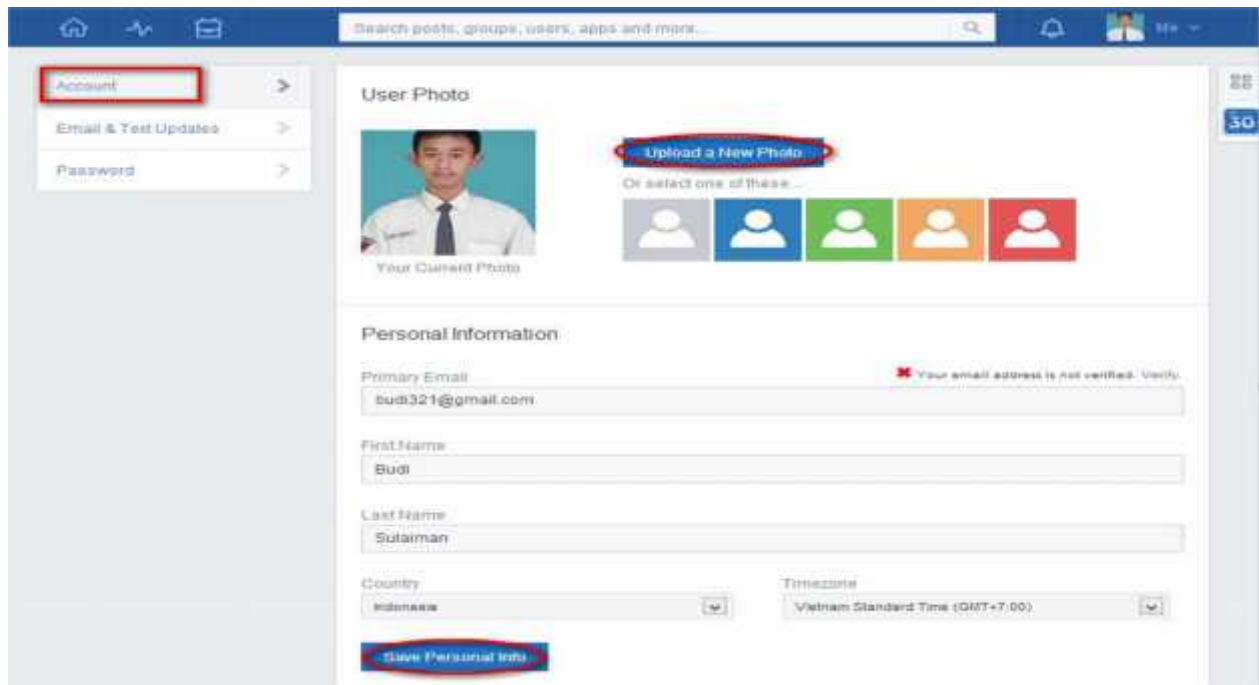 Search posts, groups, users, apps and more...
Me
Account
Email & Text Updates
Password
User Photo
Upload a New Photo
Or select one of these...
Your Current Photo
30
Personal Information
Primary Email
Your email address is not verified. Verify.
budi321@gmail.com
First Name
Budi
Last Name
Sulaiman
Country
Timezone
Indonesia
Vietnam Standard Time (GMT+7:00)
Save Personal Info